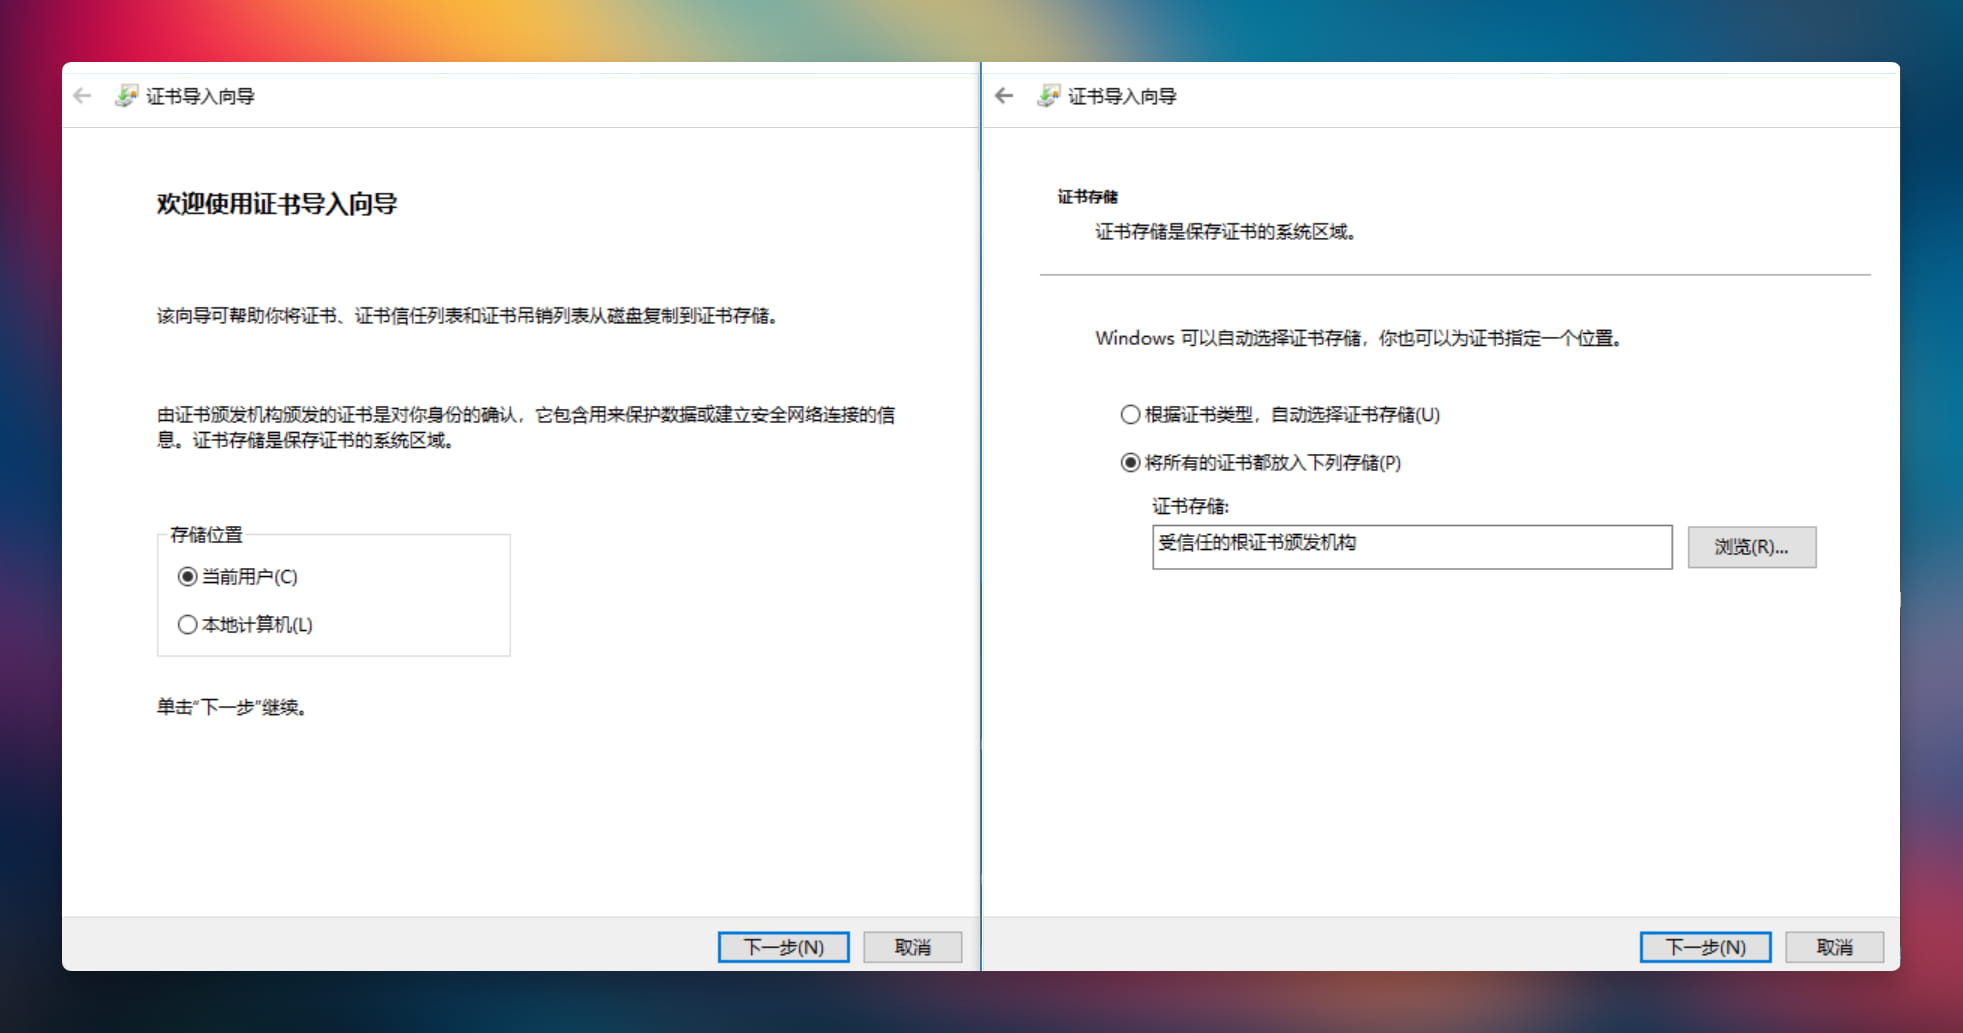 证书导入向导
欢迎使用证书导入向导
该向导可帮助你将证书、证书信任列表和证书吊销列表从磁盘复制到证书存储。
由证书颁发机构颁发的证书是对你身份的确认，它包含用来保护数据或建立安全网络连接的信
息。证书存储是保存证书的系统区域。
存储位置
当前用户(C)
本地计算机(L)
单击“下一步”继续。
下一步(N)
取消
证书导入向导
证书存储
证书存储是保存证书的系统区域。
Windows 可以自动选择证书存储，你也可以为证书指定一个位置。
根据证书类型，自动选择证书存储(U)
将所有的证书都放入下列存储(P)
证书存储:
受信任的根证书颁发机构
浏览(R)...
下一步(N)
取消